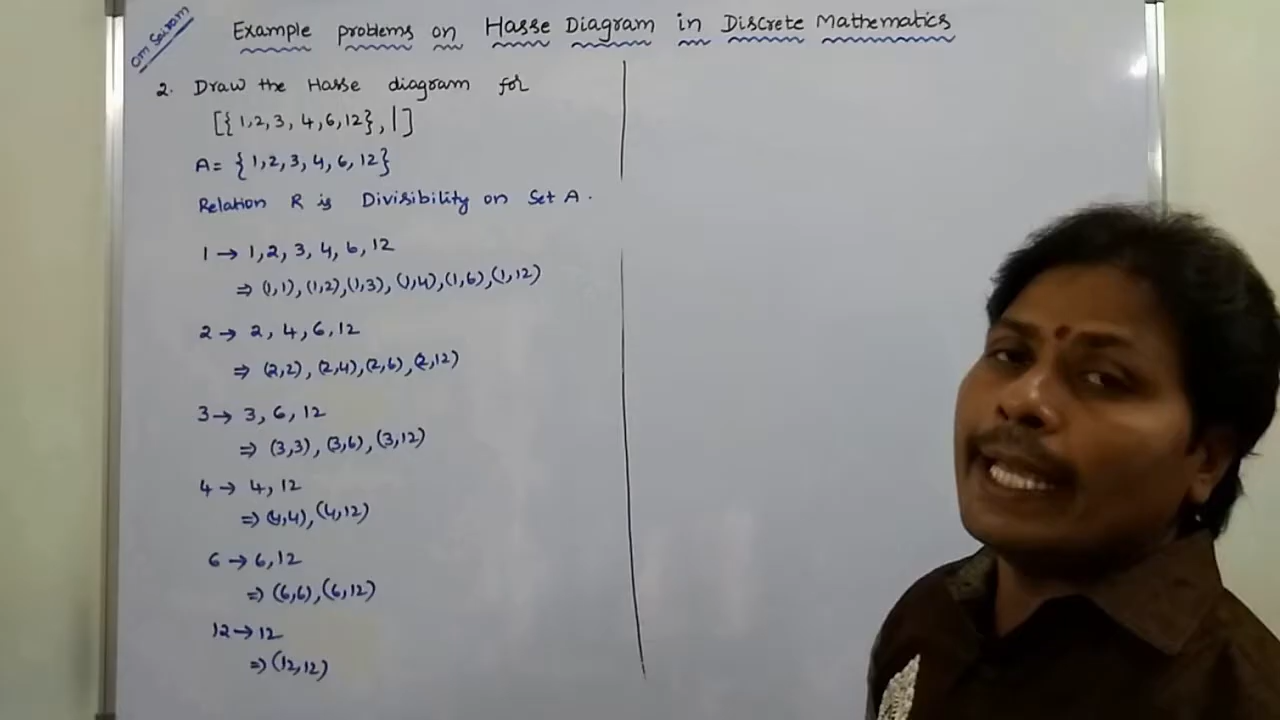 Om Sairam
Example problems on Hasse Diagram in Discrete Mathematics
2. Draw the Hasse diagram for
[{1,2,3,4,6,12},|]
A= {1,2,3,4,6,12}
Relation R is Divisibility on Set A.
1 → 1,2,3,4,6,12
⇒ (1,1),(1,2),(1,3),(1,4),(1,6),(1,12)
2 → 2,4,6,12
⇒ (2,2),(2,4),(2,6),(2,12)
3 → 3,6,12
⇒ (3,3),(3,6),(3,12)
4 → 4,12
⇒ (4,4),(4,12)
6 → 6,12
⇒ (6,6),(6,12)
12 → 12
⇒ (12,12)